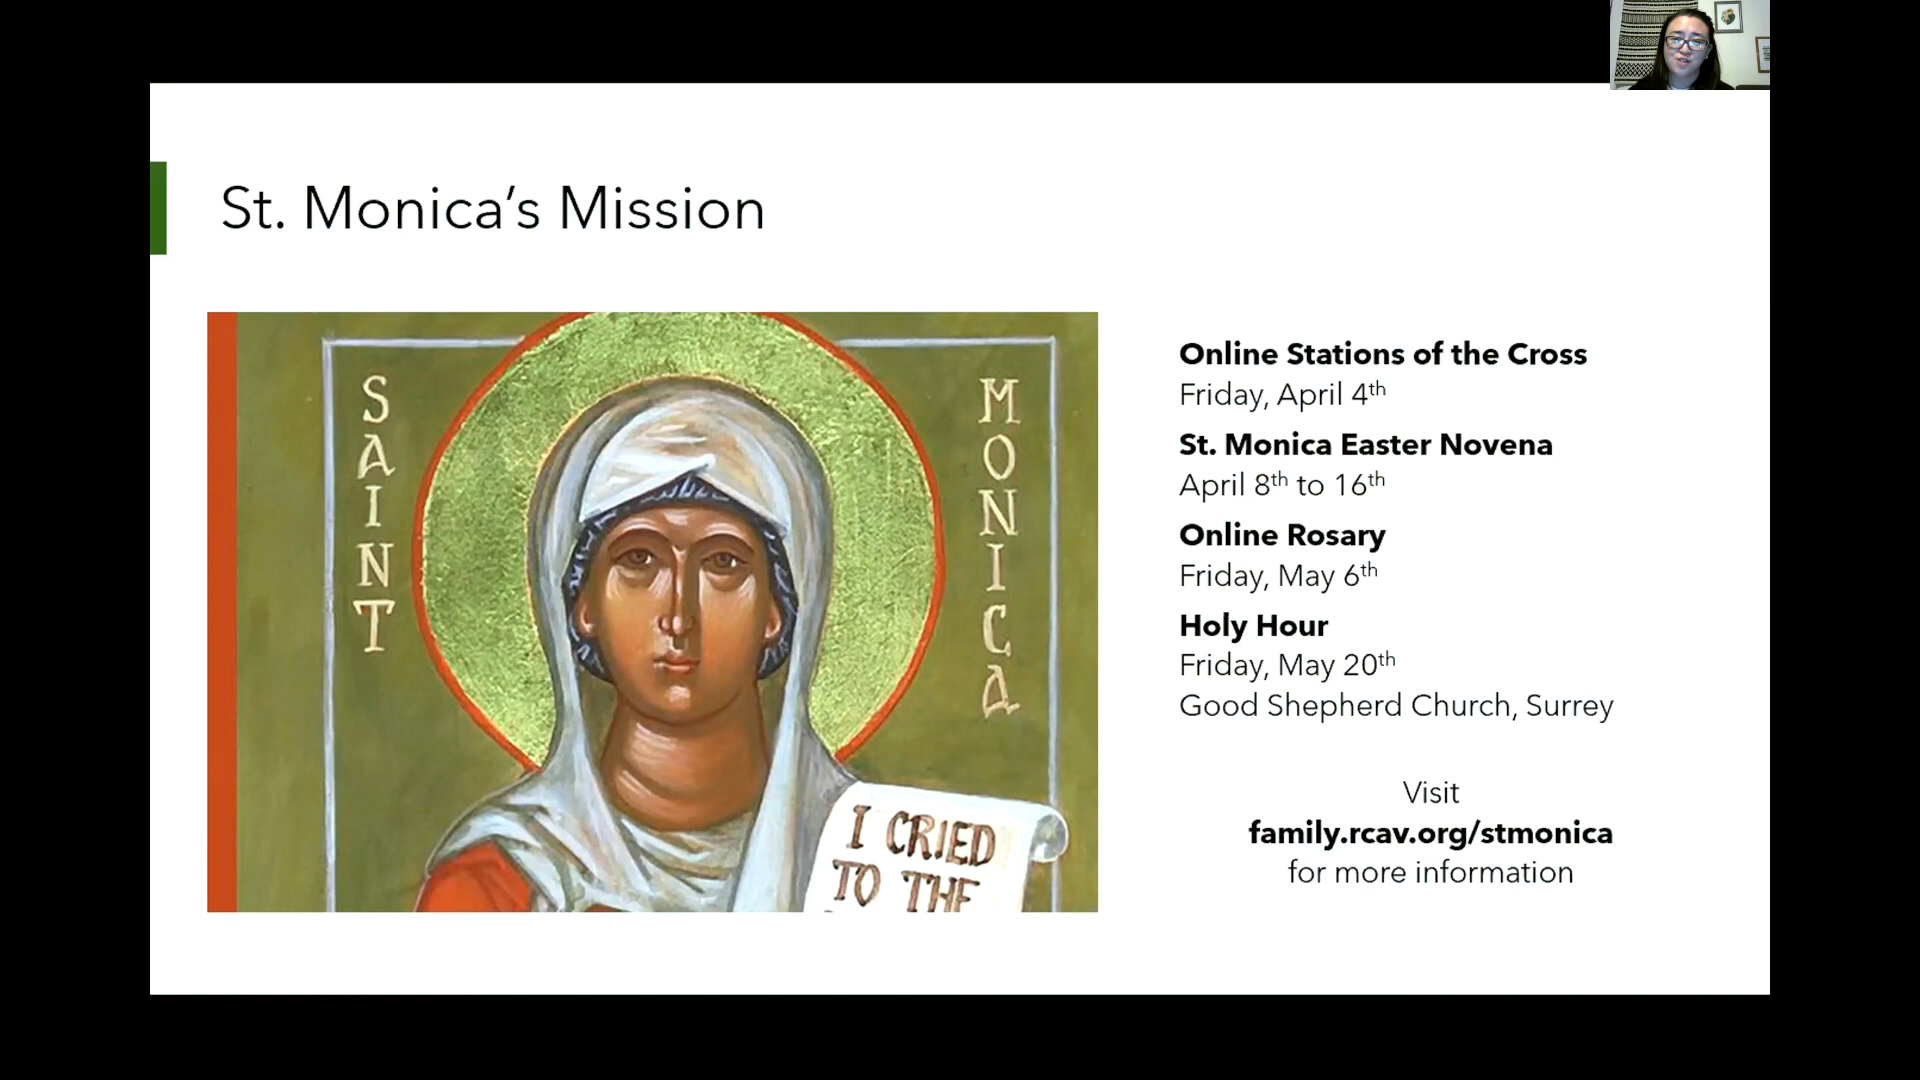 St. Monica's Mission
SAINT
MONICA
I CRIED
TO THE
Online Stations of the Cross
Friday, April 4th
St. Monica Easter Novena
April 8th to 16th
Online Rosary
Friday, May 6th
Holy Hour
Friday, May 20th
Good Shepherd Church, Surrey
Visit
family.rcav.org/stmonica
for more information